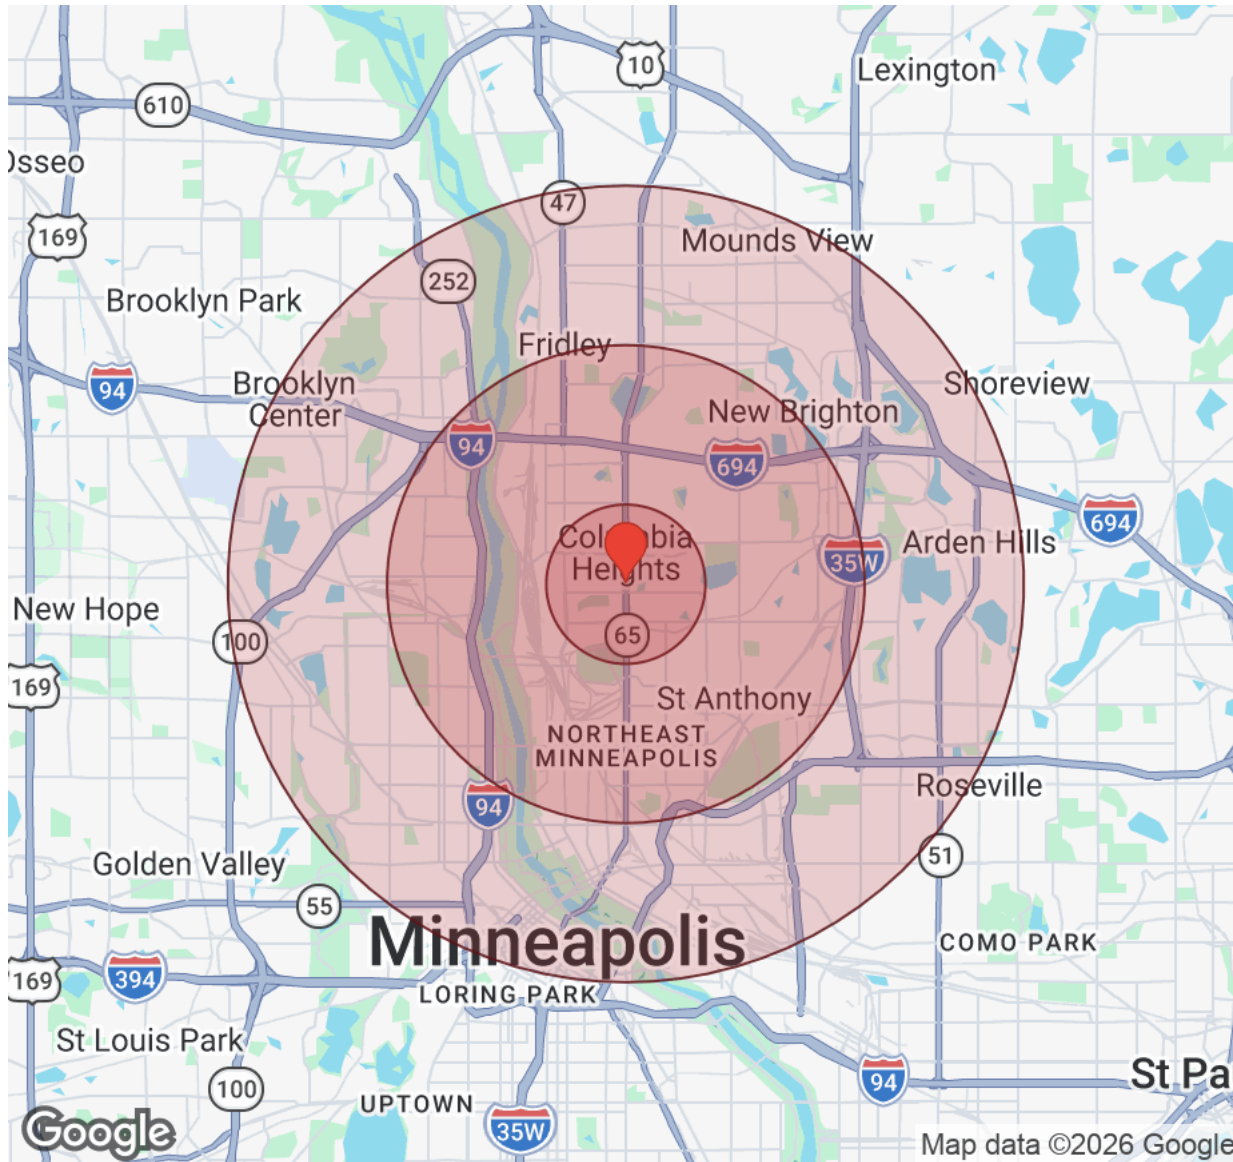 10
Lexington
610
Osseo
47
169
Mounds View
252
Brooklyn Park
Fridley
94
Brooklyn
Center
Shoreview
New Brighton
94
694
694
Columbia
Heights
Arden Hills
35W
New Hope
100
65
169
St Anthony
NORTHEAST
MINNEAPOLIS
Roseville
94
51
Golden Valley
55
Minneapolis
COMO PARK
169
394
LORING PARK
St Louis Park
St Pa
94
100
UPTOWN
35W
Google
Map data ©2026 Google